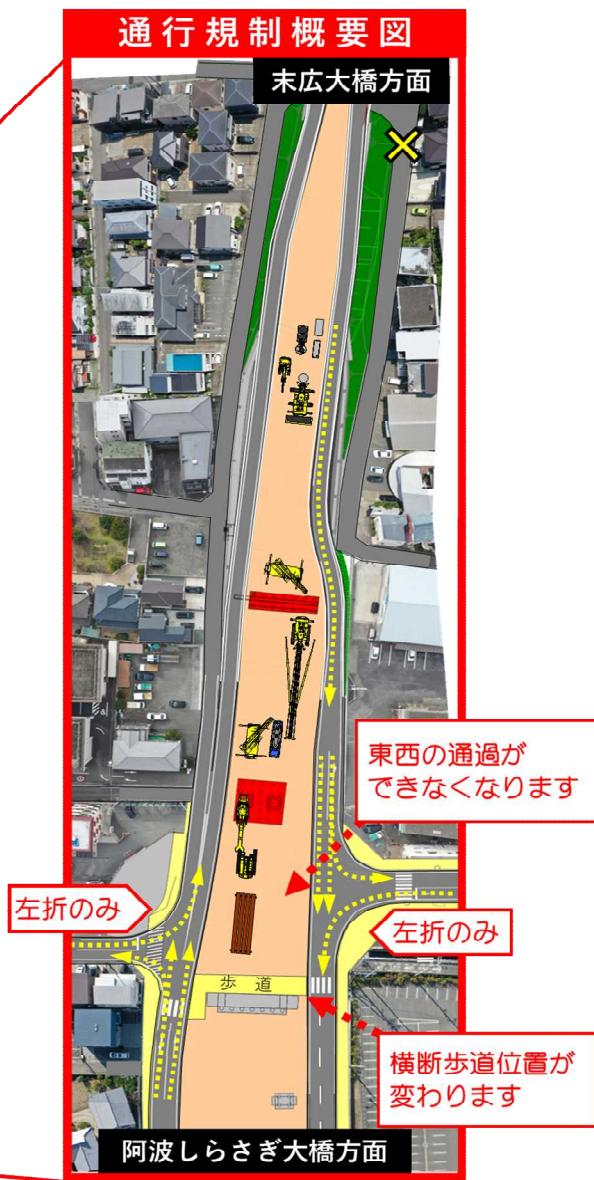 通行規制概要図
末広大橋方面
東西の通過が
できなくなります
左折のみ
左折のみ
歩道
横断歩道位置が
変わります
阿波しらさぎ大橋方面